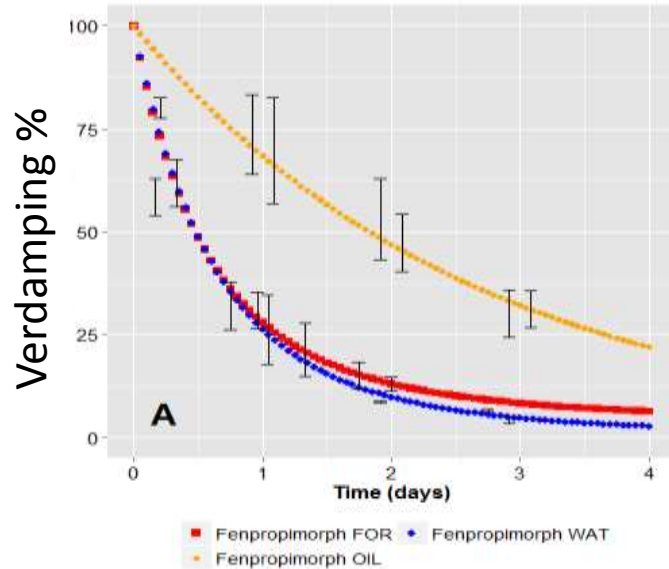 Verdamping %
100
75
50
25
0
A
0 1 2 3 4
Time (days)
Fenpropimorph FOR Fenpropimorph WAT
Fenpropimorph OIL